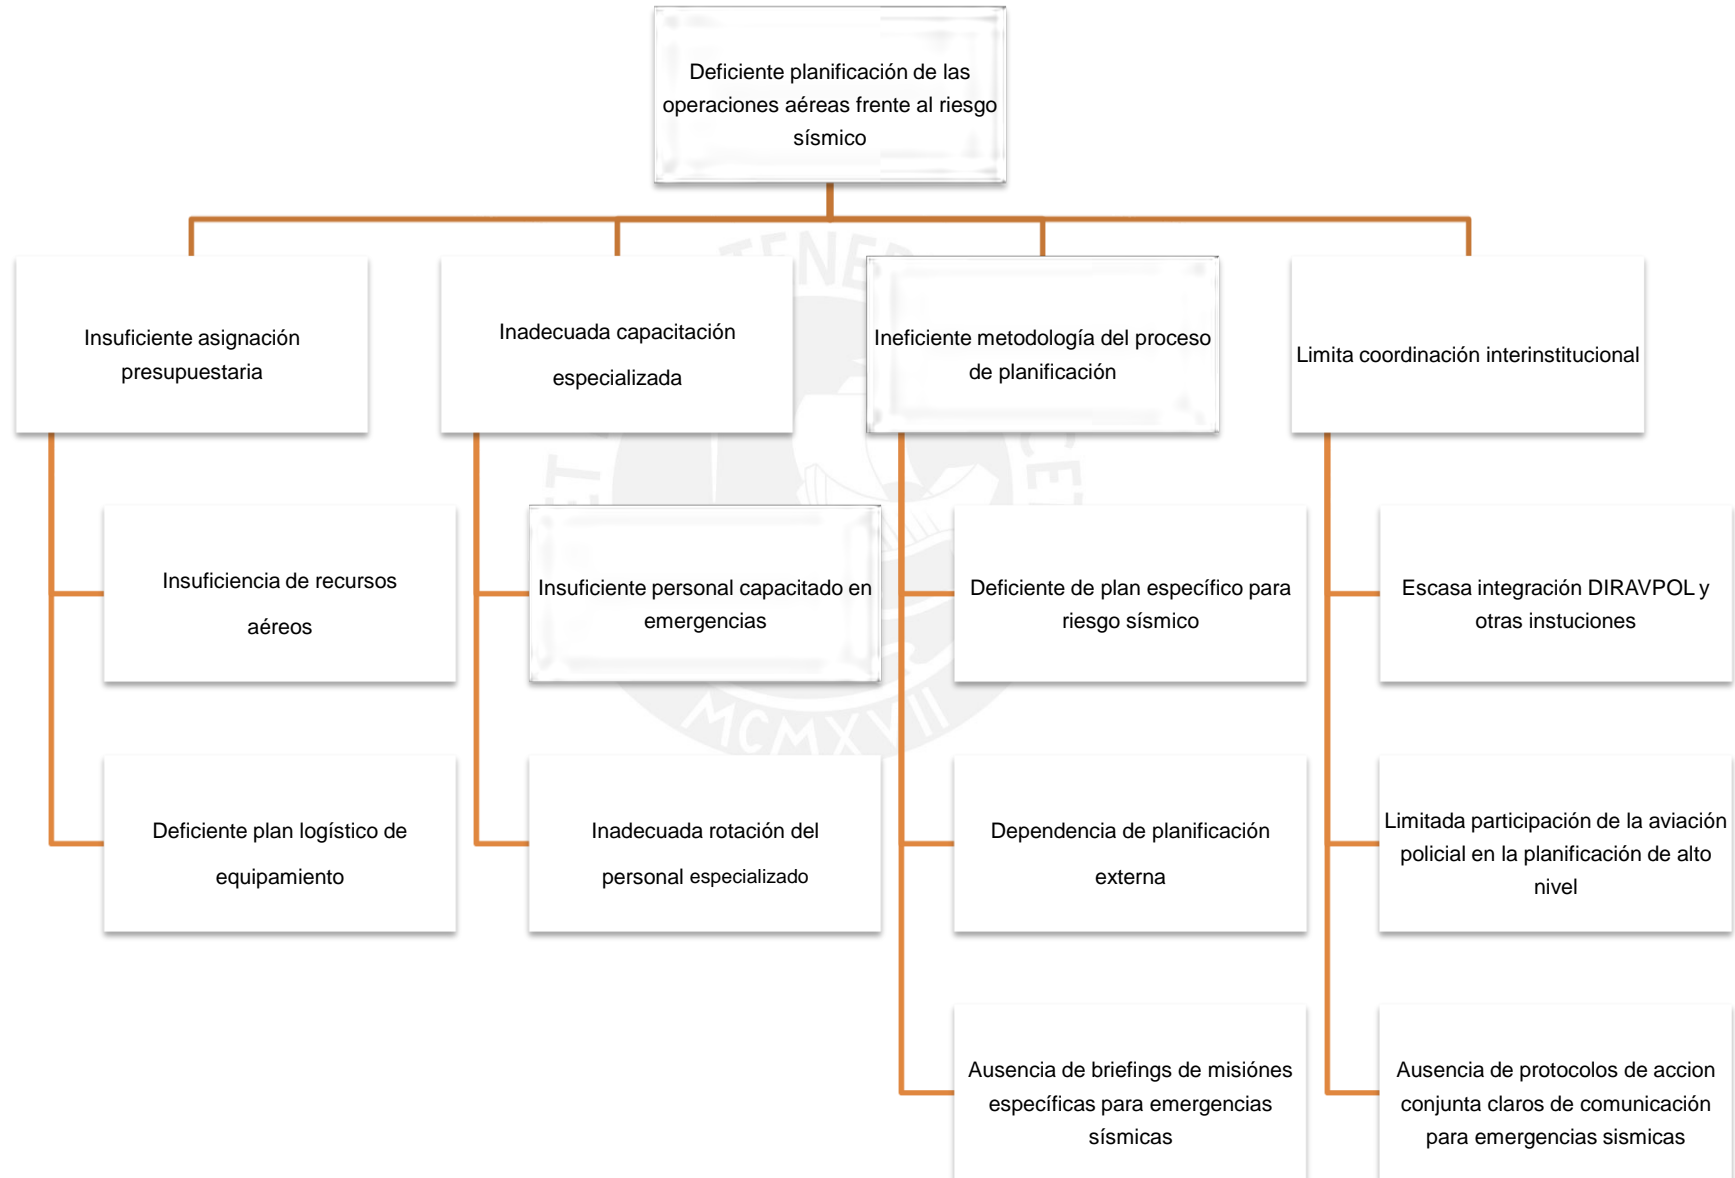 Deficiente planificación de las
operaciones aéreas frente al riesgo
sísmico
Insuficiente asignación
presupuestaria
Inadecuada capacitación
especializada
Ineficiente metodología del proceso
de planificación
Limita coordinación interinstitucional
Insuficiencia de recursos
aéreos
Insuficiente personal capacitado en
emergencias
Deficiente de plan específico para
riesgo sísmico
Escasa integración DIRAVPOL y
otras instuciones
Deficiente plan logístico de
equipamiento
Inadecuada rotación del
personal especializado
Dependencia de planificación
externa
Limitada participación de la aviación
policial en la planificación de alto
nivel
Ausencia de briefings de misiónes
específicas para emergencias
sísmicas
Ausencia de protocolos de accion
conjunta claros de comunicación
para emergencias sismicas
MCMXVII